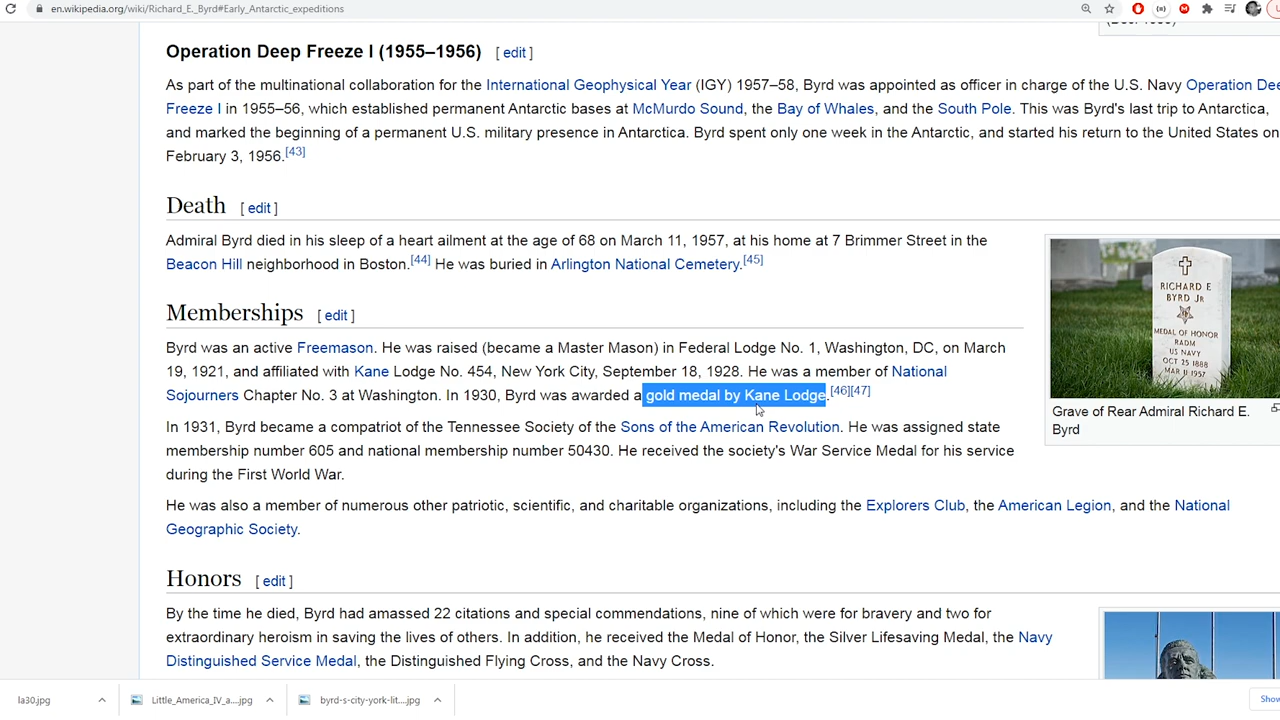 en.wikipedia.org/wiki/Richard_E._Byrd#Early_Antarctic_expeditions
Operation Deep Freeze I (1955–1956) [ edit ]
As part of the multinational collaboration for the International Geophysical Year (IGY) 1957–58, Byrd was appointed as officer in charge of the U.S. Navy Operation Dee
Freeze I in 1955–56, which established permanent Antarctic bases at McMurdo Sound, the Bay of Whales, and the South Pole. This was Byrd's last trip to Antarctica,
and marked the beginning of a permanent U.S. military presence in Antarctica. Byrd spent only one week in the Antarctic, and started his return to the United States on
February 3, 1956.[43]
Death [ edit ]
Admiral Byrd died in his sleep of a heart ailment at the age of 68 on March 11, 1957, at his home at 7 Brimmer Street in the
Beacon Hill neighborhood in Boston.[44] He was buried in Arlington National Cemetery.[45]
RICHARD E
BYRD JR
MEDAL OF HONOR
RADM
US NAVY
OCT 25 1888
MAR 11 1957
Grave of Rear Admiral Richard E.
Byrd
Memberships [ edit ]
Byrd was an active Freemason. He was raised (became a Master Mason) in Federal Lodge No. 1, Washington, DC, on March
19, 1921, and affiliated with Kane Lodge No. 454, New York City, September 18, 1928. He was a member of National
Sojourners Chapter No. 3 at Washington. In 1930, Byrd was awarded a gold medal by Kane Lodge.[46][47]
In 1931, Byrd became a compatriot of the Tennessee Society of the Sons of the American Revolution. He was assigned state
membership number 605 and national membership number 50430. He received the society's War Service Medal for his service
during the First World War.
He was also a member of numerous other patriotic, scientific, and charitable organizations, including the Explorers Club, the American Legion, and the National
Geographic Society.
Honors [ edit ]
By the time he died, Byrd had amassed 22 citations and special commendations, nine of which were for bravery and two for
extraordinary heroism in saving the lives of others. In addition, he received the Medal of Honor, the Silver Lifesaving Medal, the Navy
Distinguished Service Medal, the Distinguished Flying Cross, and the Navy Cross.
la30.jpg
Little_America_IV_a....jpg
byrd-s-city-york-lit....jpg
Show